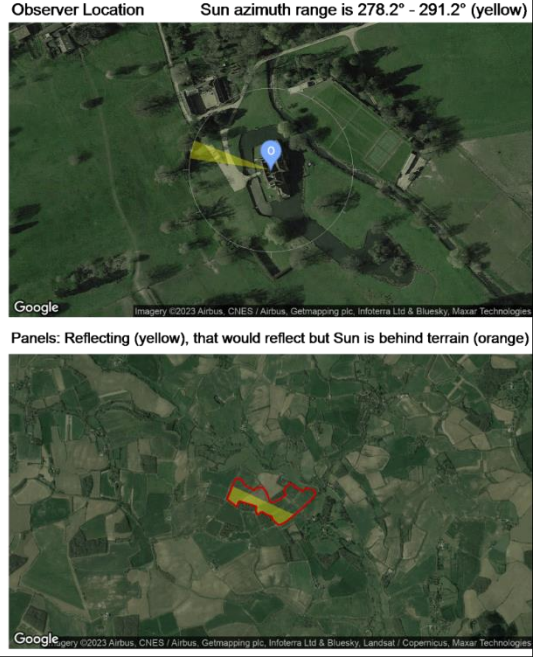 Observer Location Sun azimuth range is 278.2° - 291.2° (yellow)
O
Google
Imagery ©2023 Airbus, CNES / Airbus, Getmapping plc, Infoterra Ltd & Bluesky, Maxar Technologies
Panels: Reflecting (yellow), that would reflect but Sun is behind terrain (orange)
Google
agery ©2023 Airbus, CNES / Airbus, Getmapping plc, Infoterra Ltd & Bluesky, Landsat / Copernicus, Maxar Technologies